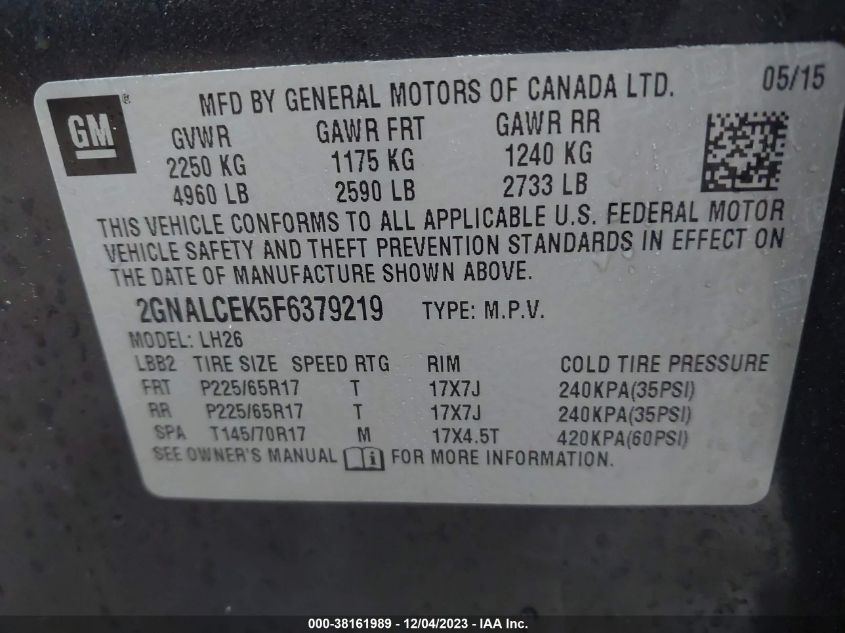 GM® MFD BY GENERAL MOTORS OF CANADA LTD. 05/15
GVWR GAWR FRT GAWR RR
2250 KG 1175 KG 1240 KG
4960 LB 2590 LB 2733 LB
THIS VEHICLE CONFORMS TO ALL APPLICABLE U.S. FEDERAL MOTOR
VEHICLE SAFETY AND THEFT PREVENTION STANDARDS IN EFFECT ON
THE DATE OF MANUFACTURE SHOWN ABOVE.
2GNALCEK5F6379219 TYPE: M.P.V.
MODEL: LH26
LBB2 TIRE SIZE SPEED RTG RIM COLD TIRE PRESSURE
FRT P225/65R17 T 17X7J 240KPA(35PSI)
RR P225/65R17 T 17X7J 240KPA(35PSI)
SPA T145/70R17 M 17X4.5T 420KPA(60PSI)
SEE OWNER'S MANUAL FOR MORE INFORMATION.
000-38161989 - 12/04/2023 - IAA Inc.